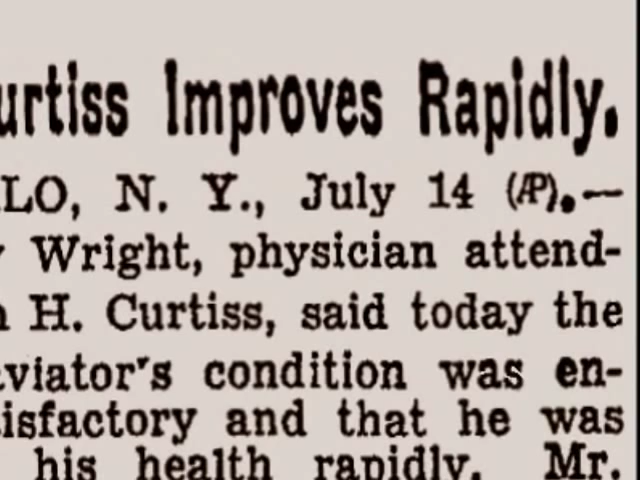 urtiss Improves Rapidly.
LO, N. Y., July 14 (AP).—
Wright, physician attend-
H. Curtiss, said today the
viator's condition was en-
isfactory and that he was
his health rapidly. Mr.